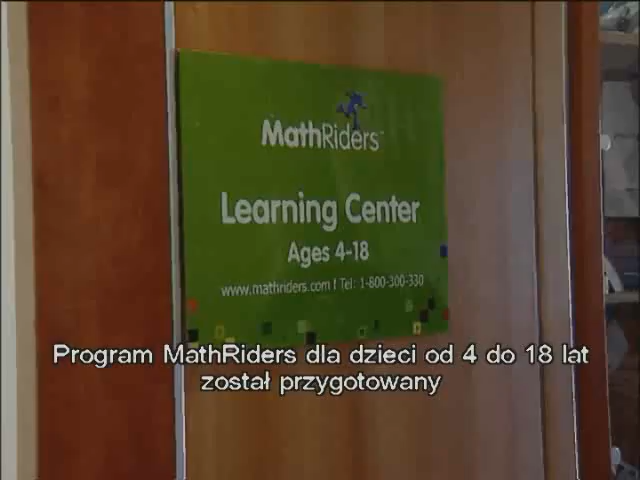 MathRiders™
Learning Center
Ages 4-18
www.mathriders.com | Tel: 1-800-300-330
Program MathRiders dla dzieci od 4 do 18 lat
został przygotowany